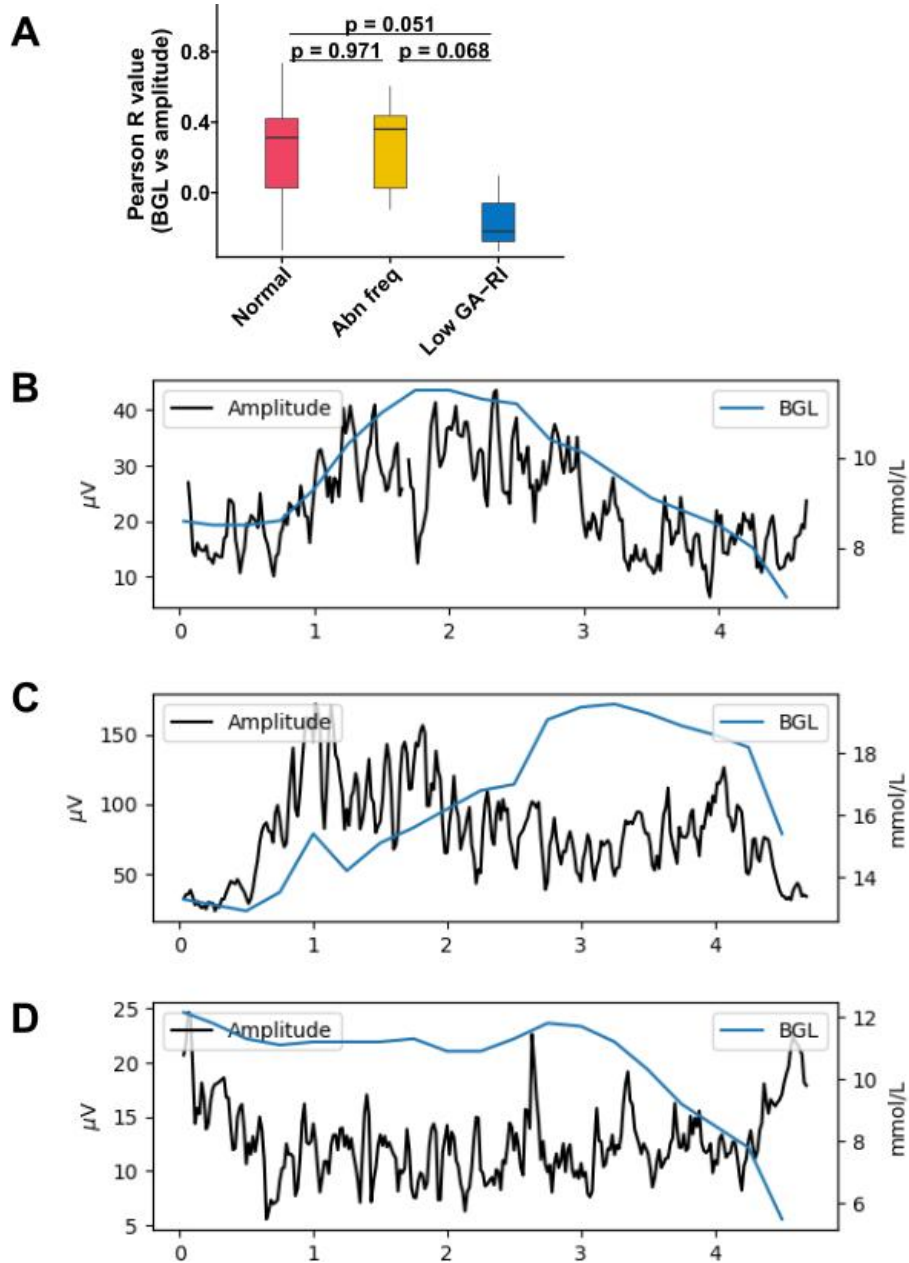 A
Pearson R value
(BGL vs amplitude)
p = 0.051
p = 0.971 p = 0.068
0.8
0.4
0.0
Normal
Abn freq
Low GA-RI
B
Amplitude
BGL
µV
40
30
20
10
mmol/L
10
8
0 1 2 3 4
C
Amplitude
BGL
µV
150
100
50
mmol/L
18
16
14
0 1 2 3 4
D
Amplitude
BGL
µV
25
20
15
10
5
mmol/L
12
10
8
6
0 1 2 3 4